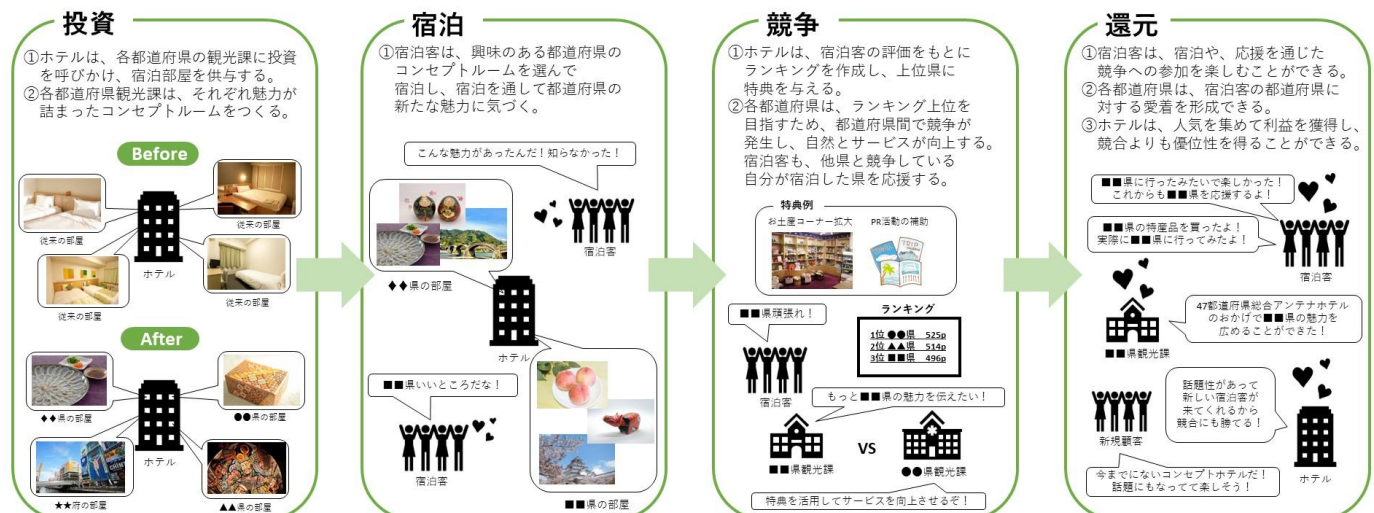 投資
①ホテルは、各都道府県の観光課に投資
を呼びかけ、宿泊部屋を供与する。
②各都道府県観光課は、それぞれ魅力が
詰まったコンセプトルームをつくる。
Before
従来の部屋
従来の部屋
従来の部屋
従来の部屋
ホテル
After
♦♦県の部屋
●●県の部屋
ホテル
★★府の部屋
▲▲県の部屋
宿泊
①宿泊客は、興味のある都道府県の
コンセプトルームを選んで
宿泊し、宿泊を通して都道府県の
新たな魅力に気づく。
こんな魅力があったんだ！知らなかった！
宿泊客
♦♦県の部屋
ホテル
■■県いいところだな！
宿泊客
■■県の部屋
競争
①ホテルは、宿泊客の評価をもとに
ランキングを作成し、上位県に
特典を与える。
②各都道府県は、ランキング上位を
目指すため、都道府県間で競争が
発生し、自然とサービスが向上する。
宿泊客も、他県と競争している
自分が宿泊した県を応援する。
特典例
お土産コーナー拡大
PR活動の補助
TRIP
ランキング
1位 ●●県 525p
2位 ▲▲県 514p
3位 ■■県 496p
■■県頑張れ！
宿泊客
もっと■■県の魅力を伝えたい！
■■県観光課
VS
●●県観光課
特典を活用してサービスを向上させるぞ！
還元
①宿泊客は、宿泊や、応援を通じた
競争への参加を楽しむことができる。
②各都道府県は、宿泊客の都道府県に
対する愛着を形成できる。
③ホテルは、人気を集めて利益を獲得し、
競合よりも優位性を得ることができる。
■■県に行ったみたいで楽しかった！
これからも■■県を応援するよ！
■■県の特産品を買ったよ！
実際に■■県に行ってみたよ！
宿泊客
47都道府県総合アンテナホテル
のおかげで■■県の魅力を
広めることができた！
■■県観光課
話題性があって
新しい宿泊客が
来てくれるから
競合にも勝てる！
新規顧客
ホテル
今までにないコンセプトホテルだ！
話題にもなってて楽しそう！